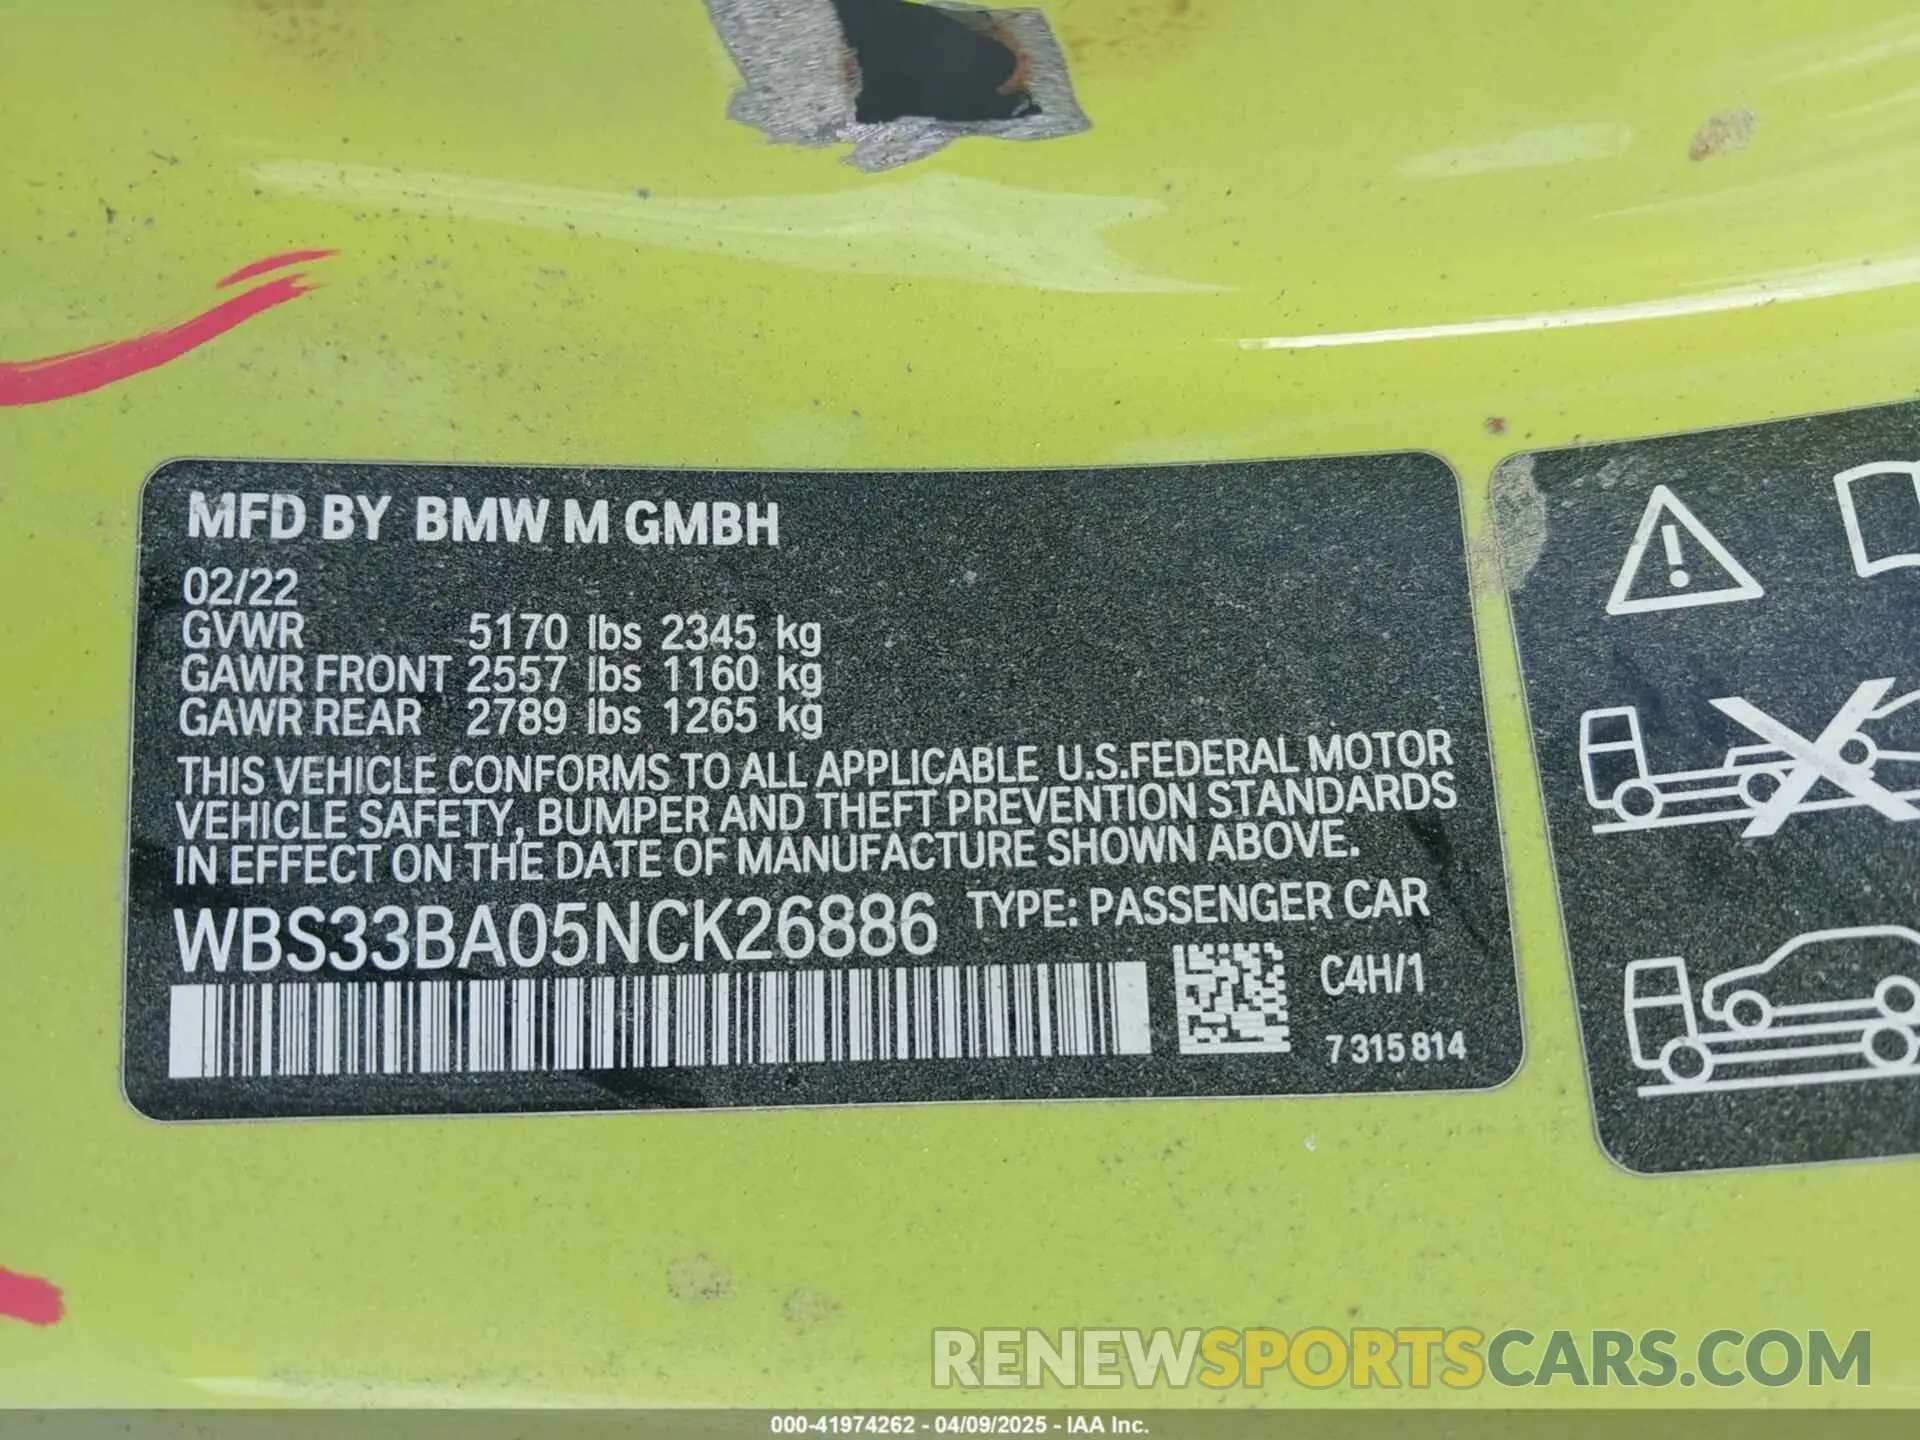 MFD BY BMW M GMBH
02/22
GVWR 5170 lbs 2345 kg
GAWR FRONT 2557 lbs 1160 kg
GAWR REAR 2789 lbs 1265 kg
THIS VEHICLE CONFORMS TO ALL APPLICABLE U.S.FEDERAL MOTOR
VEHICLE SAFETY, BUMPER AND THEFT PREVENTION STANDARDS
IN EFFECT ON THE DATE OF MANUFACTURE SHOWN ABOVE.
WBS33BA05NCK26886 TYPE: PASSENGER CAR
C4H/1
7 315 814
RENEWSPORTSCARS.COM
000-41974262 - 04/09/2025 - IAA Inc.